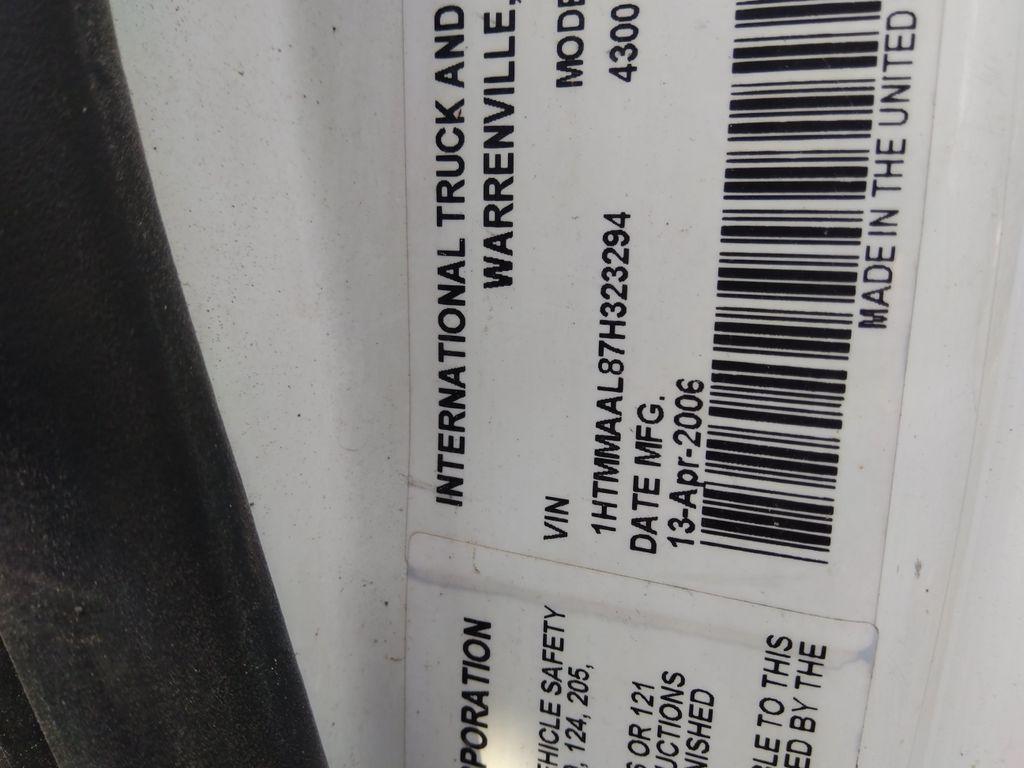 INTERNATIONAL TRUCK AND
WARRENVILLE,
VIN
MODE
1HTMMAAL87H323294
4300
DATE MFG.
13-Apr-2006
MADE IN THE UNITED
PORATION
EHICLE SAFETY
, 124, 205,
OR 121
UCTIONS
NISHED
LE TO THIS
ED BY THE